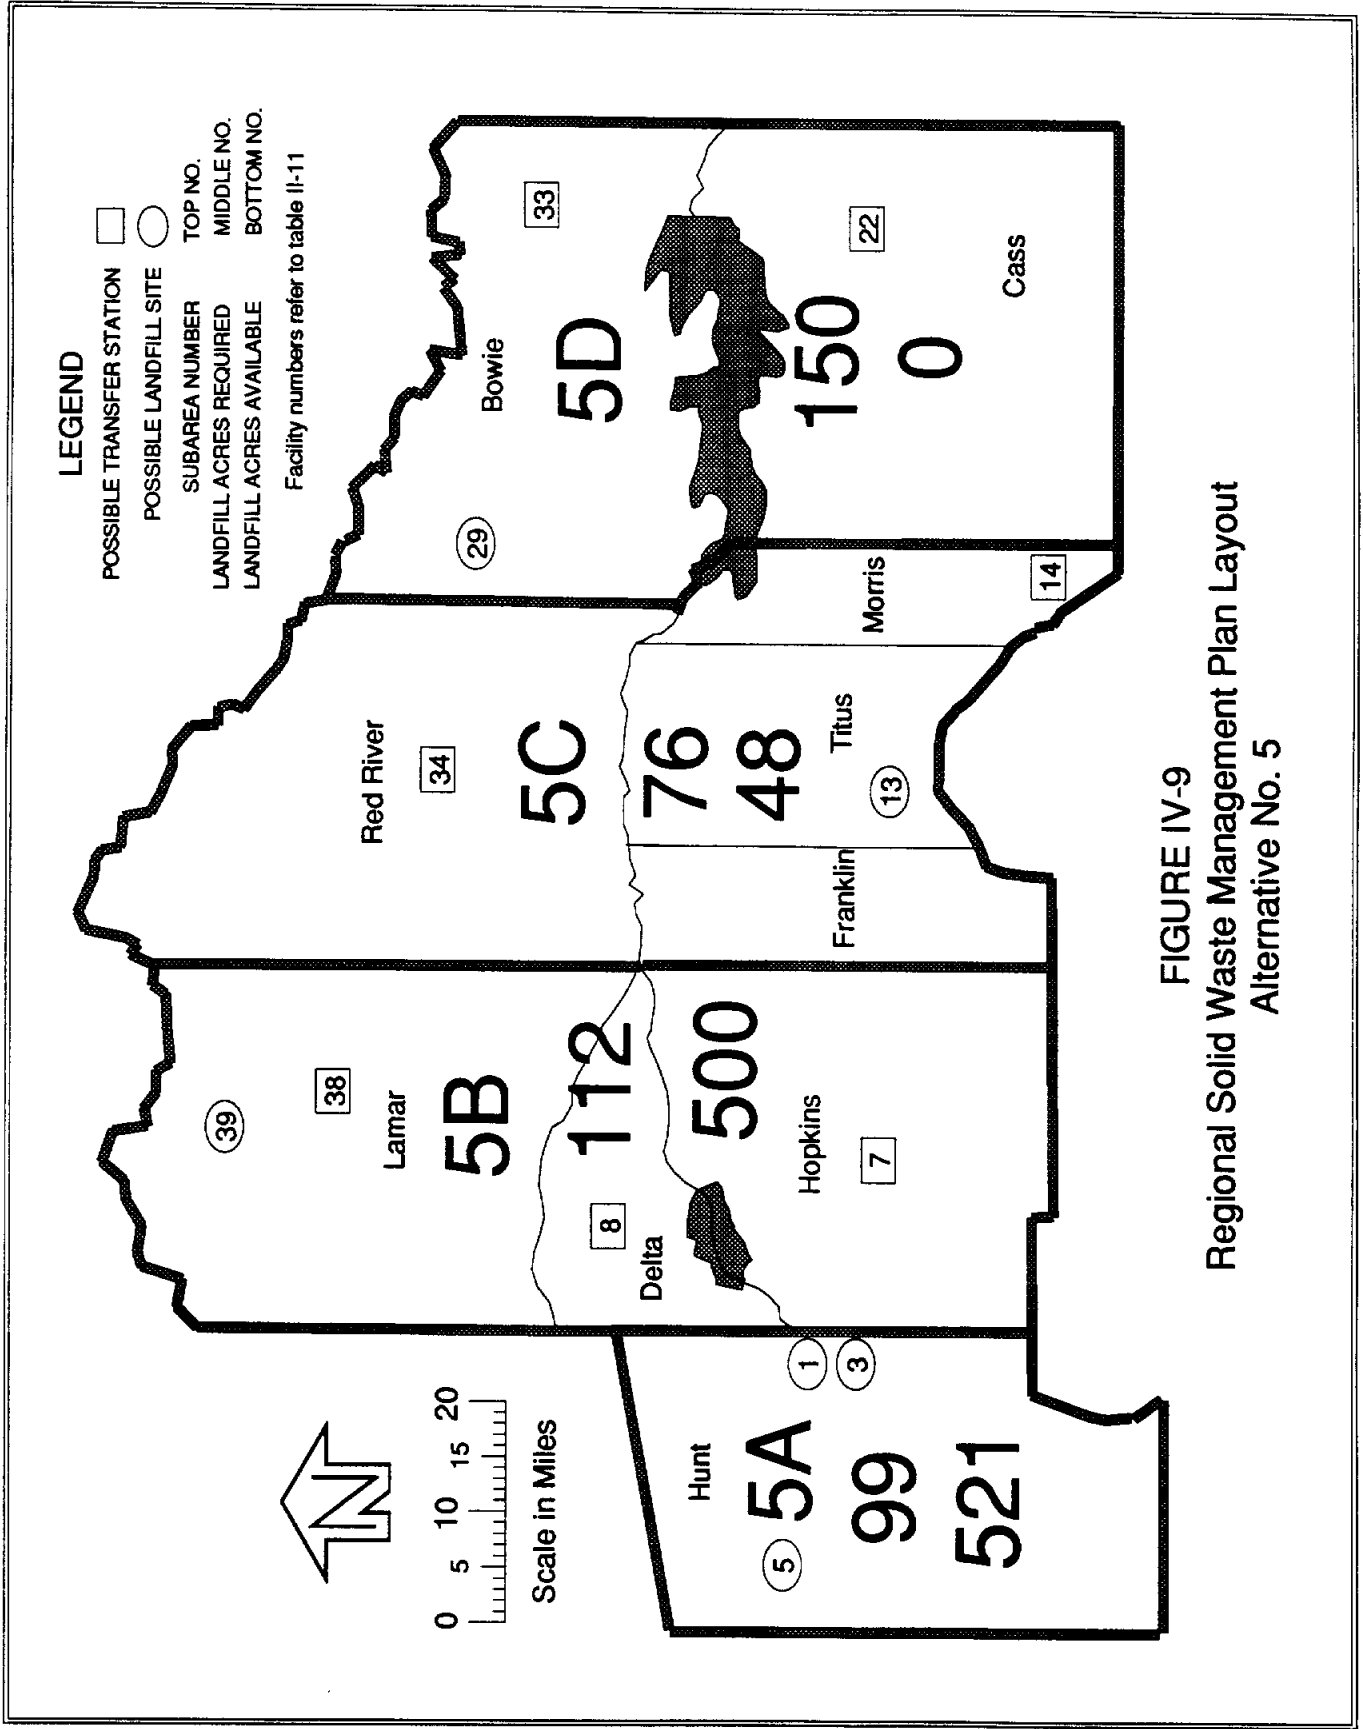 LEGEND
POSSIBLE TRANSFER STATION
POSSIBLE LANDFILL SITE
SUBAREA NUMBER TOP NO.
LANDFILL ACRES REQUIRED MIDDLE NO.
LANDFILL ACRES AVAILABLE BOTTOM NO.
Facility numbers refer to table II-11
N
0 5 10 15 20
Scale in Miles
Hunt
5
5A
99
521
1
3
39
38
Lamar
5B
112
500
8
Delta
Hopkins
7
Red River
34
5C
76
48
Franklin
Titus
13
Morris
14
29
Bowie
33
5D
150
0
22
Cass
FIGURE IV-9
Regional Solid Waste Management Plan Layout
Alternative No. 5